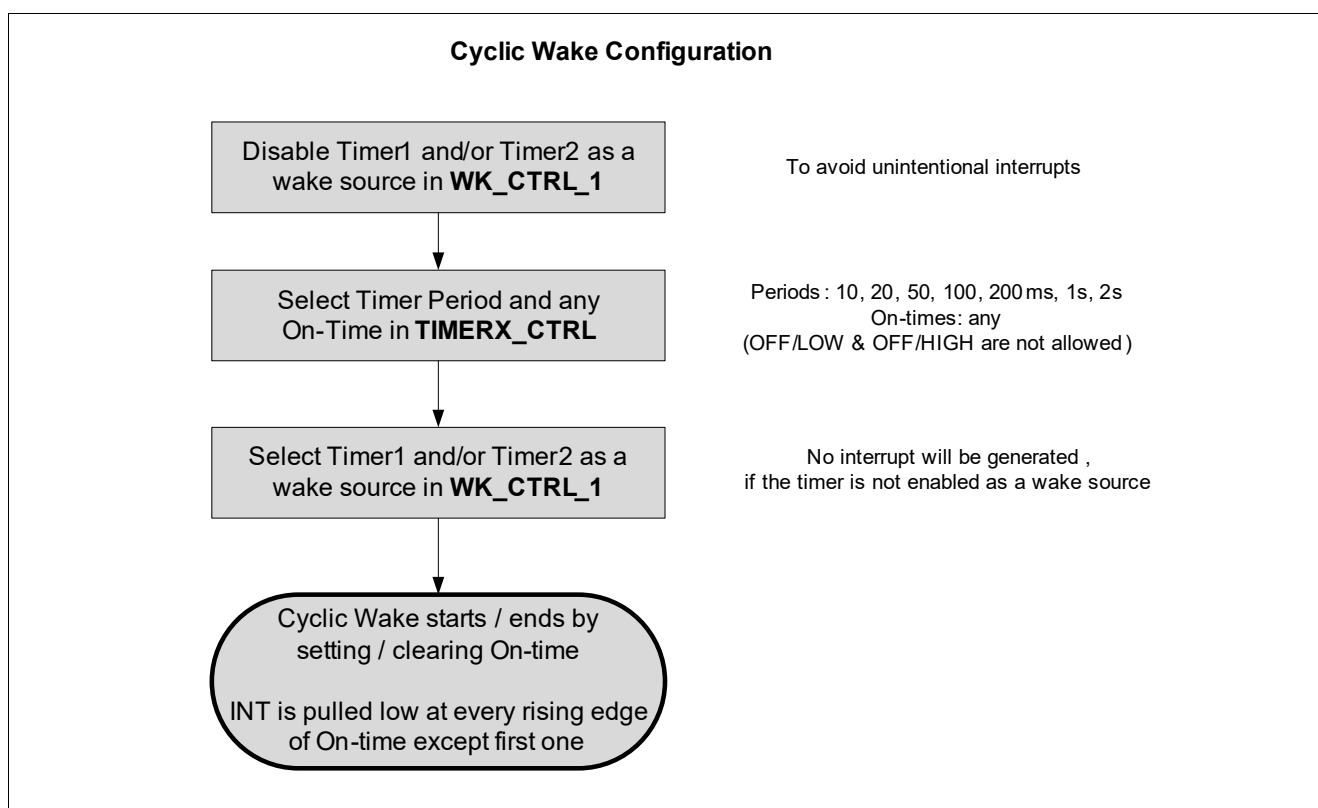 Cyclic Wake Configuration
Disable Timer1 and/or Timer2 as a
wake source in WK_CTRL_1
To avoid unintentional interrupts
Select Timer Period and any
On-Time in TIMERX_CTRL
Periods : 10, 20, 50, 100, 200ms, 1s, 2s
On-times: any
(OFF/LOW & OFF/HIGH are not allowed )
Select Timer1 and/or Timer2 as a
wake source in WK_CTRL_1
No interrupt will be generated ,
if the timer is not enabled as a wake source
Cyclic Wake starts / ends by
setting / clearing On-time
INT is pulled low at every rising edge
of On-time except first one